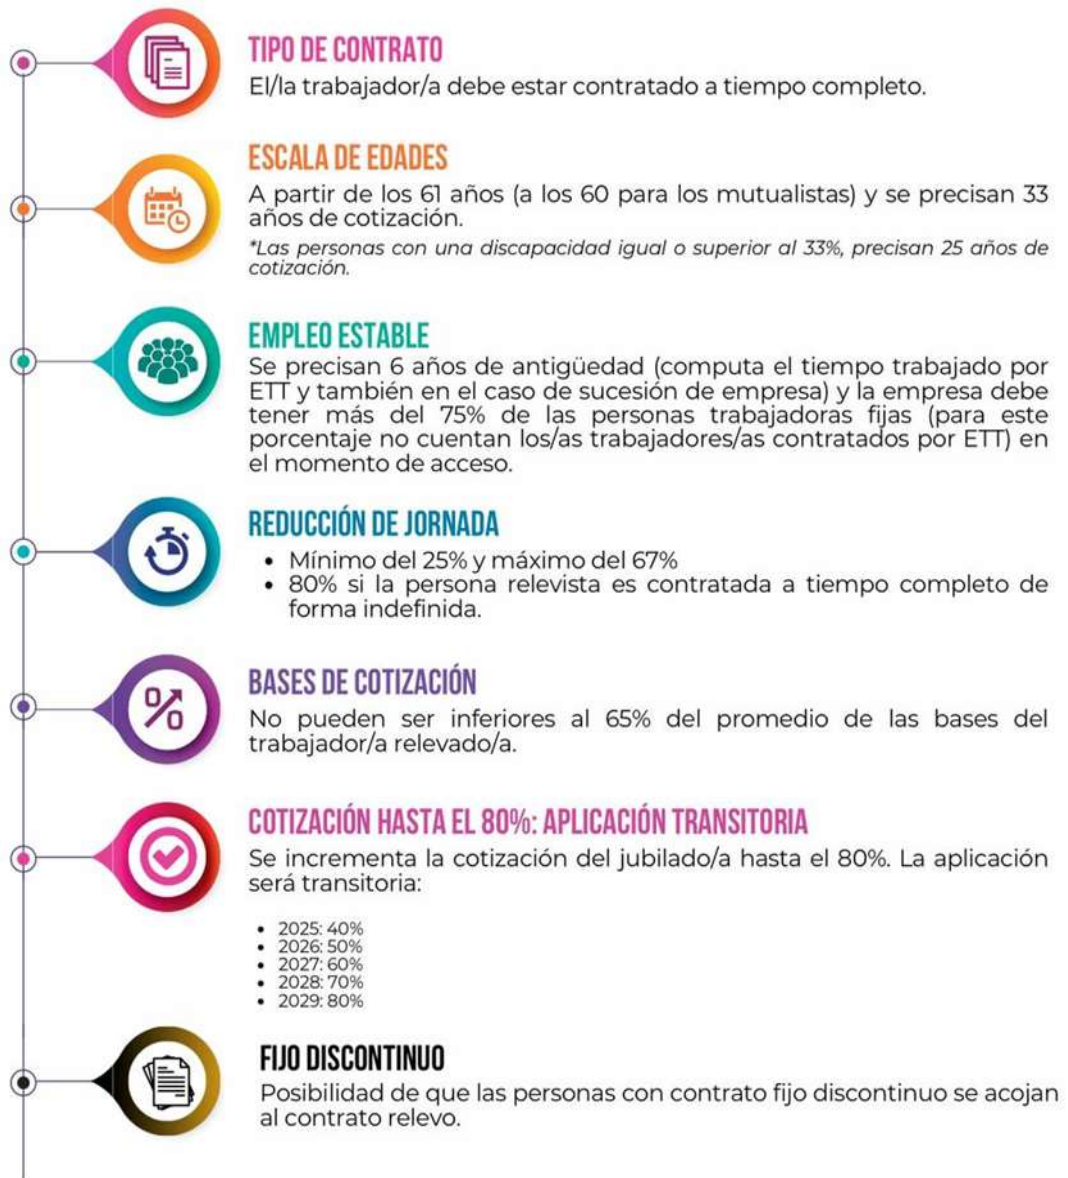 TIPO DE CONTRATO
El/la trabajador/a debe estar contratado a tiempo completo.
ESCALA DE EDADES
A partir de los 61 años (a los 60 para los mutualistas) y se precisan 33
años de cotización.
*Las personas con una discapacidad igual o superior al 33%, precisan 25 años de
cotización.
EMPLEO ESTABLE
Se precisan 6 años de antigüedad (computa el tiempo trabajado por
ETT y también en el caso de sucesión de empresa) y la empresa debe
tener más del 75% de las personas trabajadoras fijas (para este
porcentaje no cuentan los/as trabajadores/as contratados por ETT) en
el momento de acceso.
REDUCCIÓN DE JORNADA
• Mínimo del 25% y máximo del 67%
• 80% si la persona relevista es contratada a tiempo completo de
forma indefinida.
BASES DE COTIZACIÓN
No pueden ser inferiores al 65% del promedio de las bases del
trabajador/a relevado/a.
COTIZACIÓN HASTA EL 80%: APLICACIÓN TRANSITORIA
Se incrementa la cotización del jubilado/a hasta el 80%. La aplicación
será transitoria:
• 2025: 40%
• 2026: 50%
• 2027: 60%
• 2028: 70%
• 2029: 80%
FIJO DISCONTINUO
Posibilidad de que las personas con contrato fijo discontinuo se acojan
al contrato relevo.